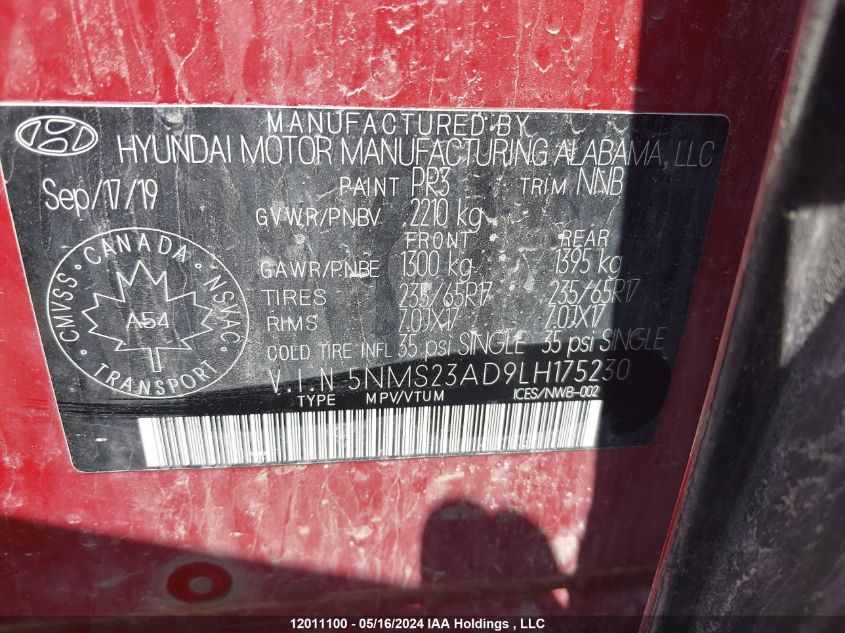 MANUFACTURED BY
HYUNDAI MOTOR MANUFACTURING ALABAMA, LLC
Sep/17/19 PAINT PR3 TRIM NNB
GVWR/PNBV 2210 kg
FRONT REAR
GAWR/PNBE 1300 kg 1395 kg
TIRES 235/65R17 235/65R17
RIMS 7.0JX17 7.0JX17
COLD TIRE INFL 35 psi SINGLE 35 psi SINGLE
V.I.N 5NMS23AD9LH175230
TYPE MPV/VTUM ICES/NWB-002
CMVSS • CANADA • NSVAC
A54
TRANSPORT
12011100 - 05/16/2024 IAA Holdings , LLC